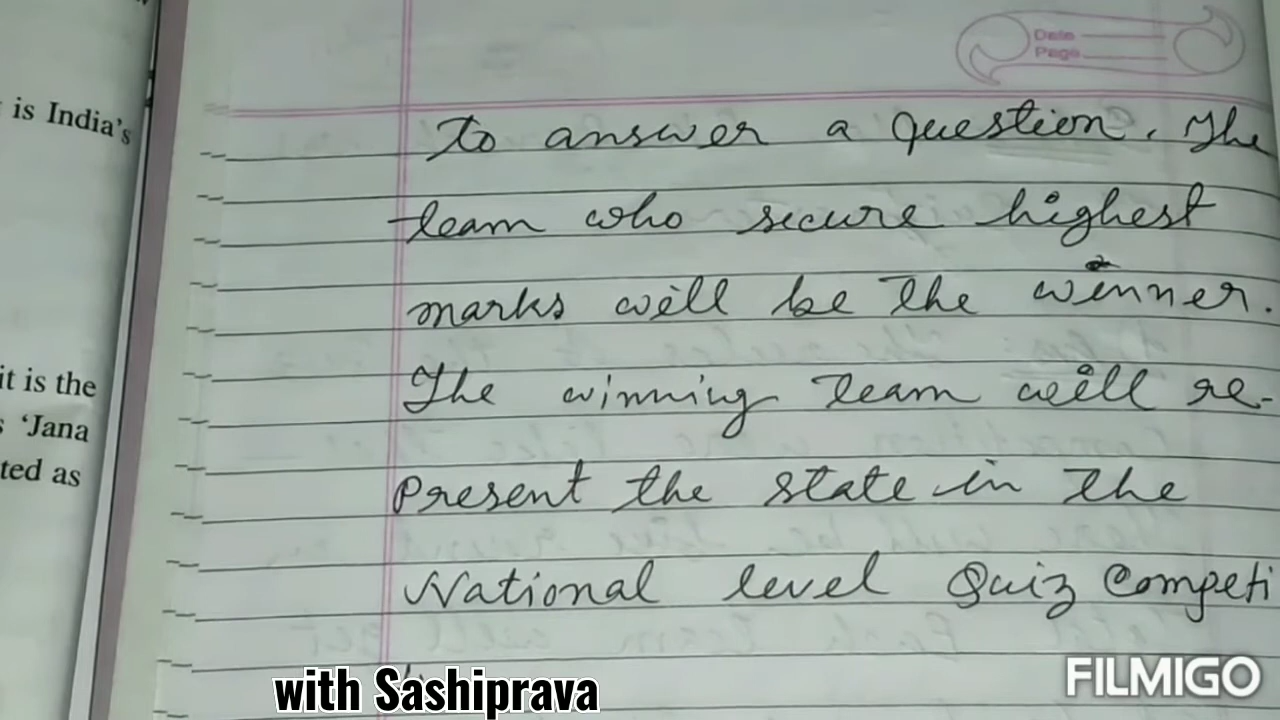 is India's
it is the
'Jana
ted as
Date
Page
To answer a question. The
team who secure highest
marks will be the winner.
The winning team will re-
present the state in the
National level Quiz Competi
with Sashiprava
FILMIGO